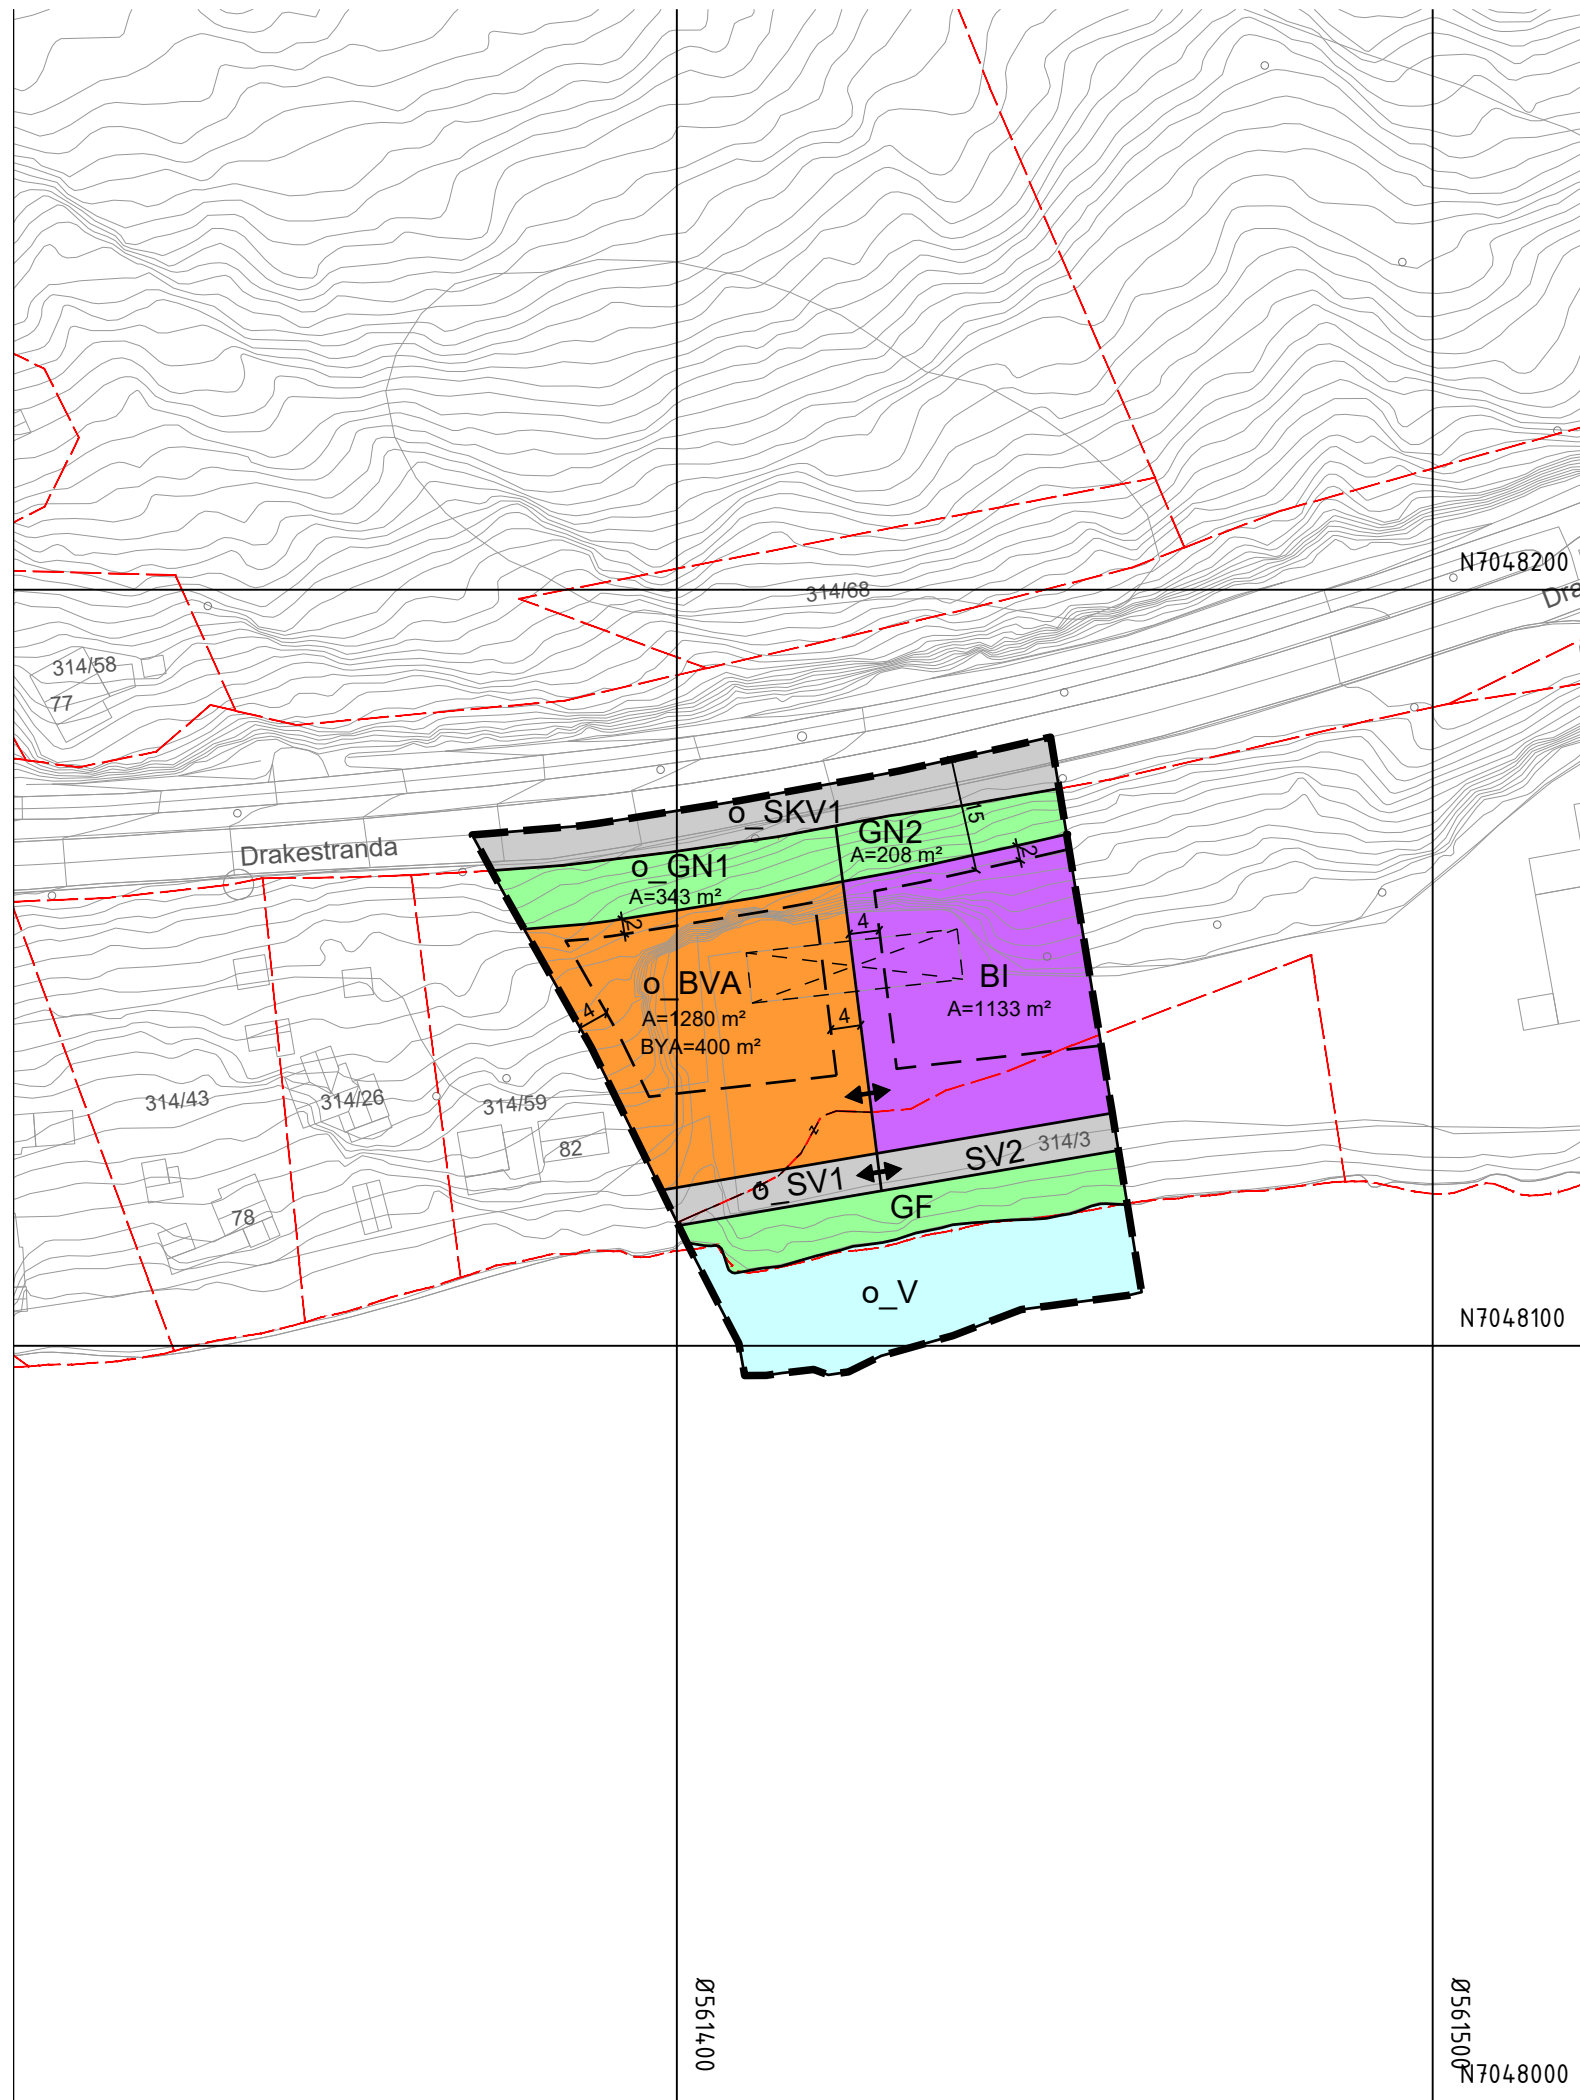 N7048200
Dra
314/68
314/58
77
o_SKV1
15
GN2
A=208 m²
2
Drakestranda
o_GN1
A=343 m²
2
4
o_BVA
A=1280 m²
BYA=400 m²
4
4
BI
A=1133 m²
314/43
314/26
314/59
82
78
314/3
SV2
o_SV1
GF
o_V
N7048100
Ø561400
Ø561500
N7048000